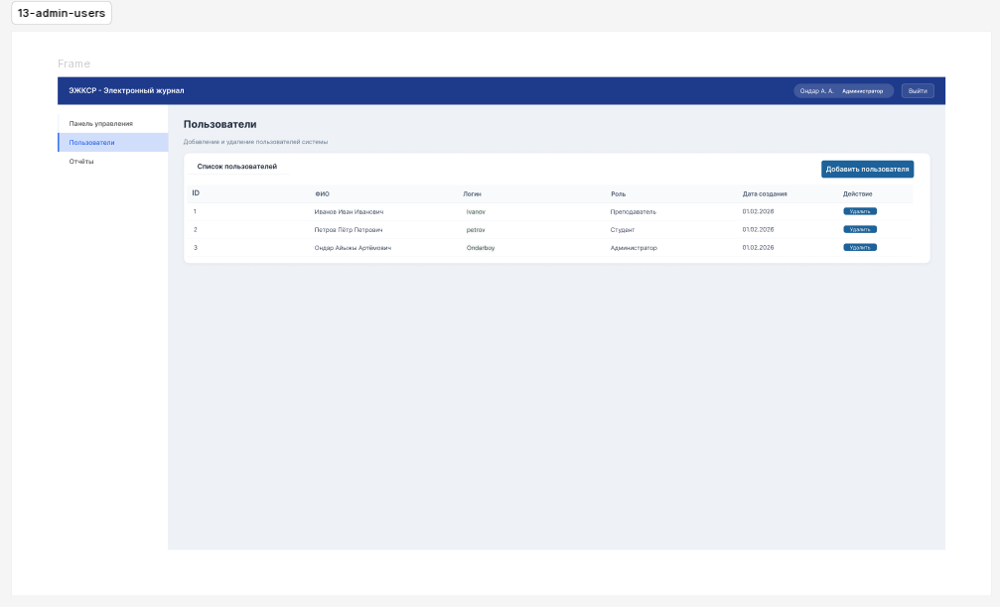 13-admin-users
Frame
ЭЖКСР - Электронный журнал
Ондар А. А. Администратор
Выйти
Панель управления
Пользователи
Отчёты
Пользователи
Добавление и удаление пользователей системы
Список пользователей
Добавить пользователя
ID ФИО Логин Роль Дата создания Действие
1 Иванов Иван Иванович ivanov Преподаватель 01.02.2026 Удалить
2 Петров Пётр Петрович petrov Студент 01.02.2026 Удалить
3 Ондар Айыжы Артёмович Ondarboy Администратор 01.02.2026 Удалить